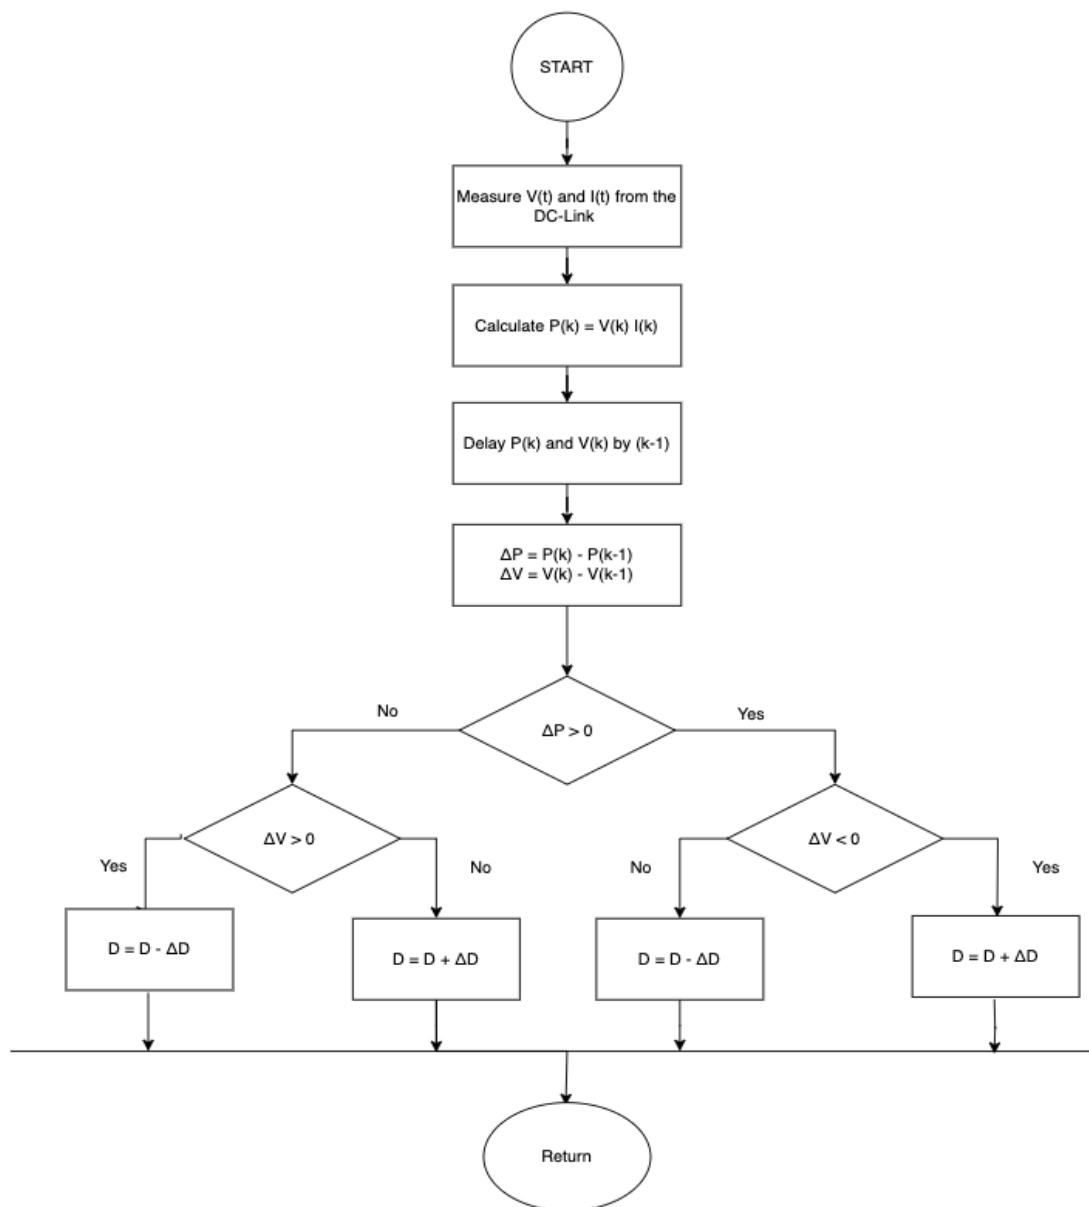 START
Measure V(t) and I(t) from the
DC-Link
Calculate P(k) = V(k) I(k)
Delay P(k) and V(k) by (k-1)
ΔP = P(k) - P(k-1)
ΔV = V(k) - V(k-1)
No
Yes
ΔP > 0
ΔV > 0
ΔV < 0
Yes
No
No
Yes
D = D - ΔD
D = D + ΔD
D = D - ΔD
D = D + ΔD
Return